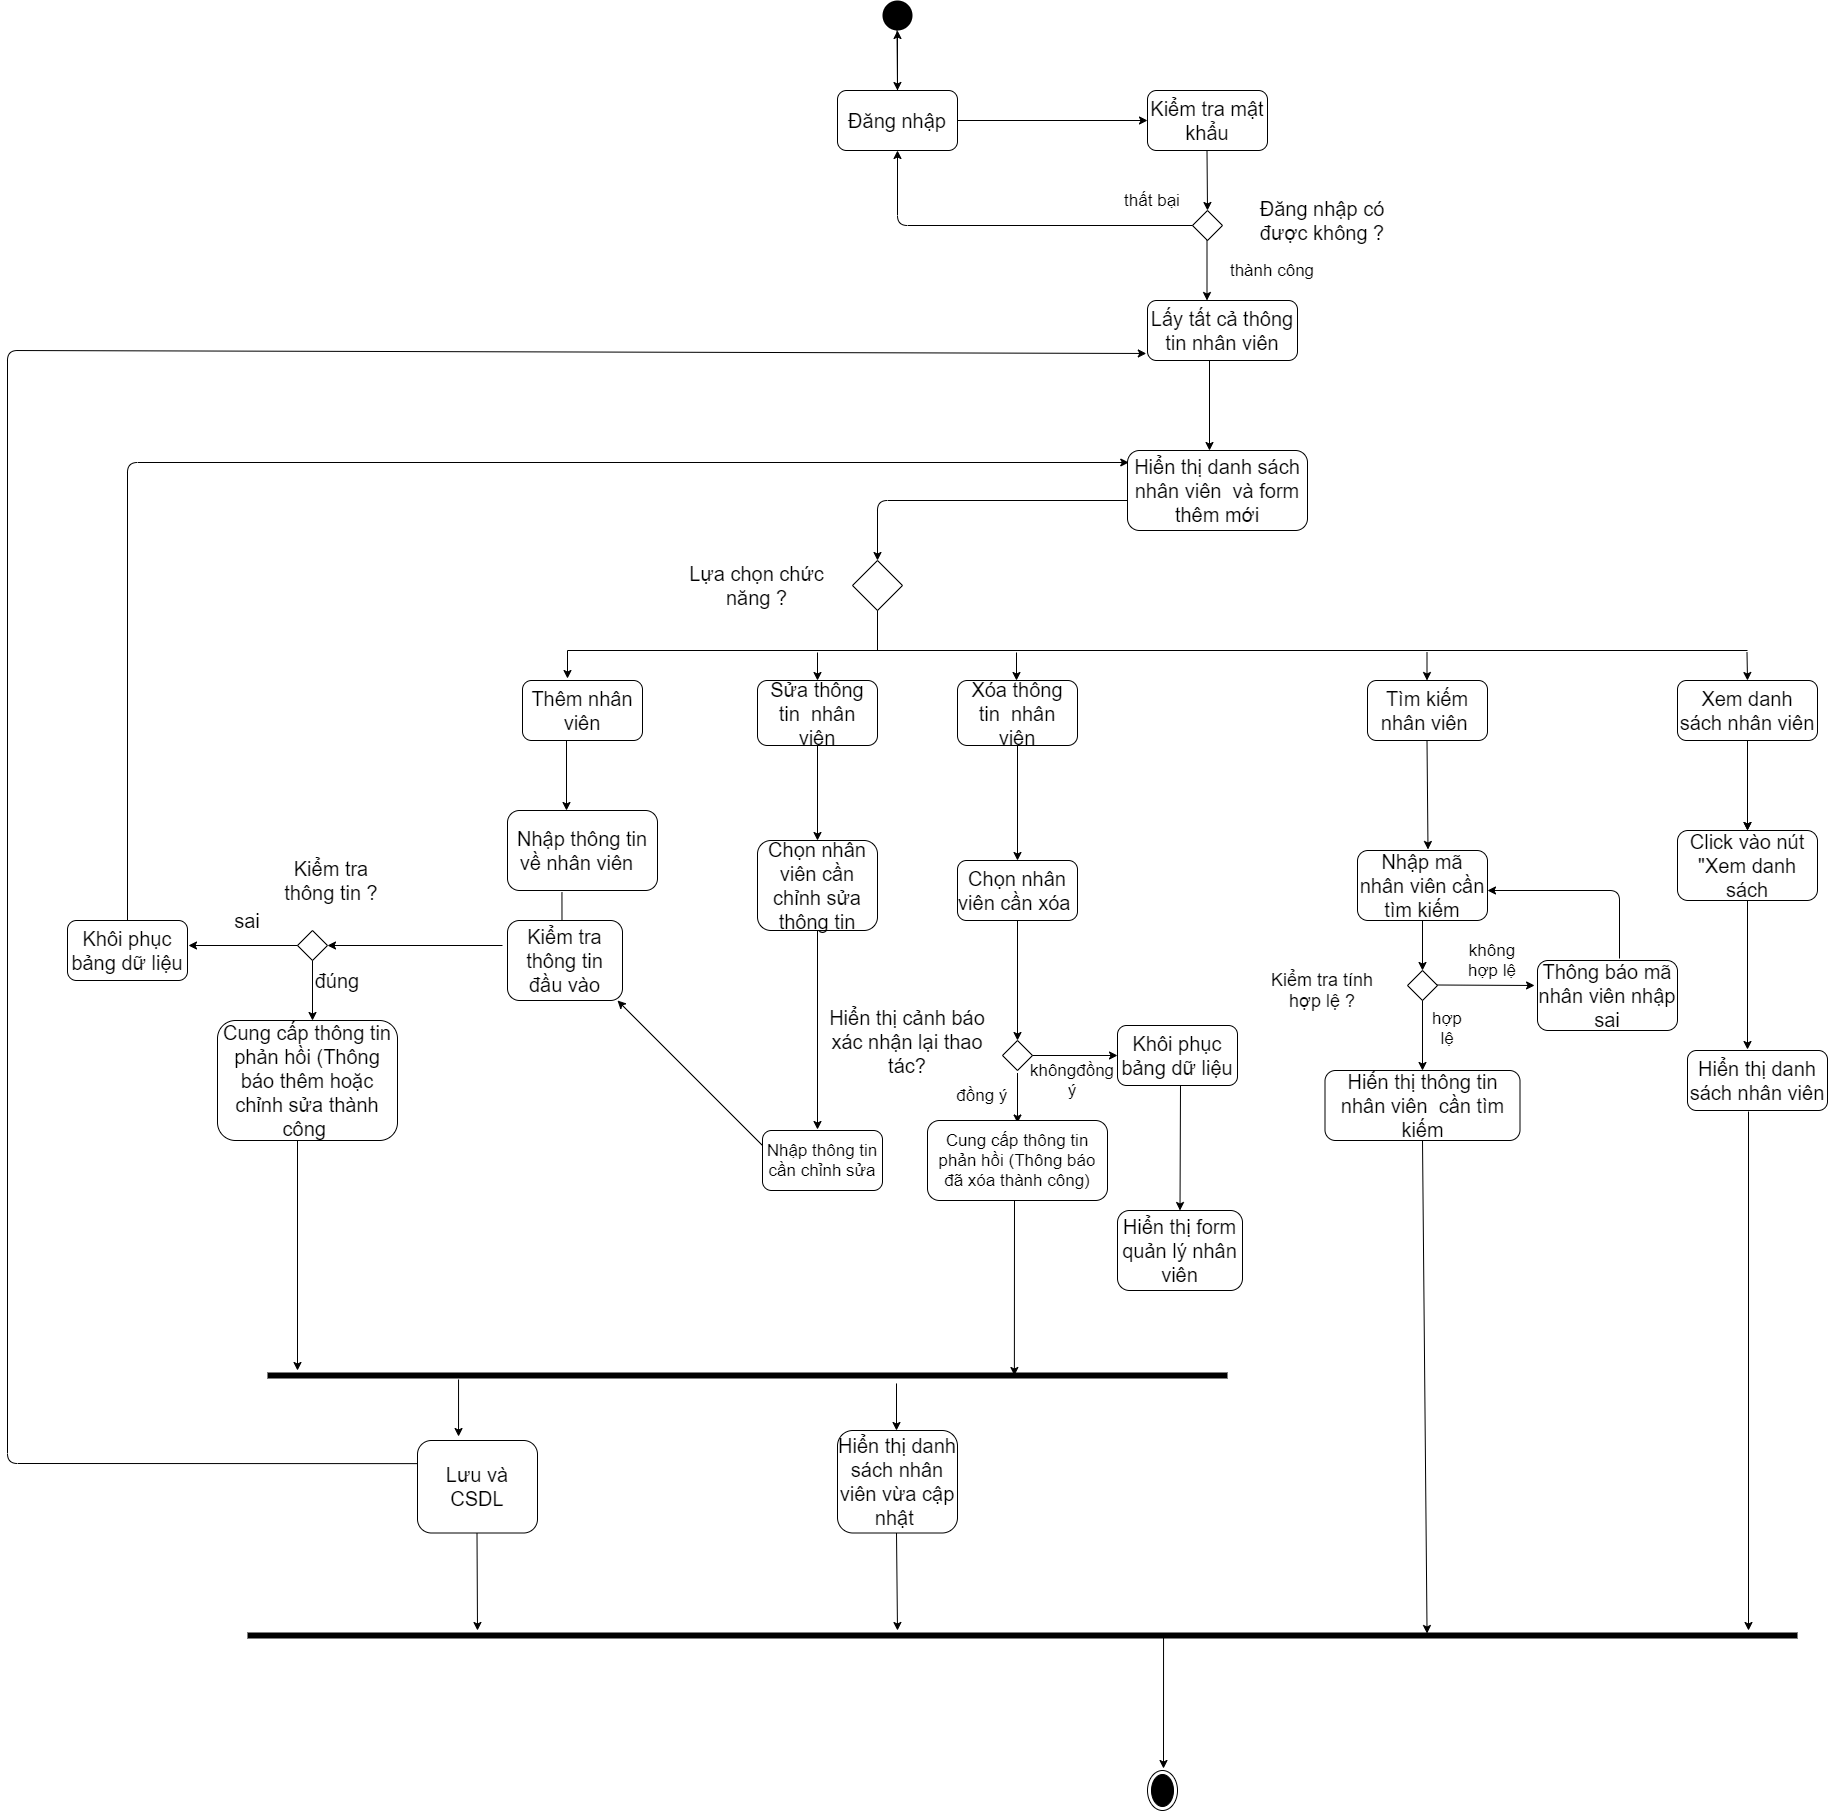 Đăng nhập
Kiểm tra mật
khẩu
thất bại
Đăng nhập có
được không ?
thành công
Lấy tất cả thông
tin nhân viên
Hiển thị danh sách
nhân viên  và form
thêm mới
Lựa chọn chức
năng ?
Thêm nhân
viên
Sửa thông
tin  nhân
viên
Xóa thông
tin  nhân
viên
Tìm kiếm
nhân viên
Xem danh
sách nhân viên
Nhập thông tin
về nhân viên
Chọn nhân
viên cần
chỉnh sửa
thông tin
Chọn nhân
viên cần xóa
Nhập mã
nhân viên cần
tìm kiếm
Click vào nút
"Xem danh
sách
Kiểm tra
thông tin ?
sai
Khôi phục
bảng dữ liệu
đúng
Kiểm tra
thông tin
đầu vào
Kiểm tra tính
hợp lệ ?
không
hợp lệ
Thông báo mã
nhân viên nhập
sai
hợp
lệ
Cung cấp thông tin
phản hồi (Thông
báo thêm hoặc
chỉnh sửa thành
công
Hiển thị cảnh báo
xác nhận lại thao
tác?
khôngđồng
ý
Khôi phục
bảng dữ liệu
đồng ý
Hiển thị thông tin
nhân viên  cần tìm
kiếm
Hiển thị danh
sách nhân viên
Nhập thông tin
cần chỉnh sửa
Cung cấp thông tin
phản hồi (Thông báo
đã xóa thành công)
Hiển thị form
quản lý nhân
viên
Lưu và
CSDL
Hiển thị danh
sách nhân
viên vừa cập
nhật